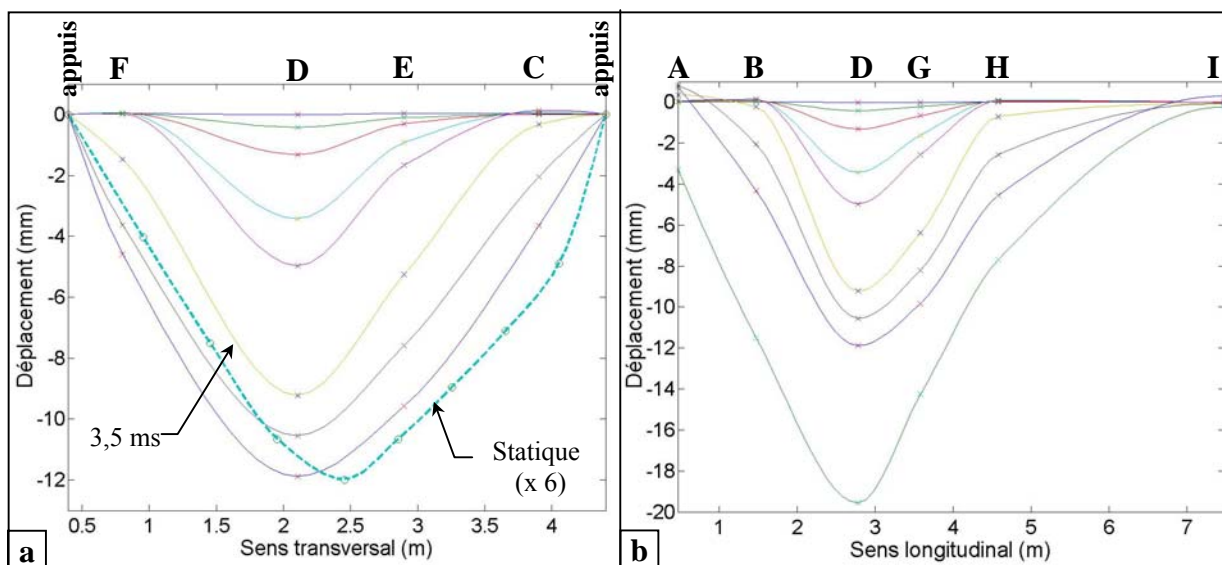 appuis F D E C appuis
0
-2
-4
-6
-8
-10
-12
Déplacement (mm)
3,5 ms
Statique
(x 6)
0.5 1 1.5 2 2.5 3 3.5 4
Sens transversal (m)
a
A B D G H I
0
-2
-4
-6
-8
-10
-12
-14
-16
-18
-20
Déplacement (mm)
1 2 3 4 5 6 7
Sens longitudinal (m)
b